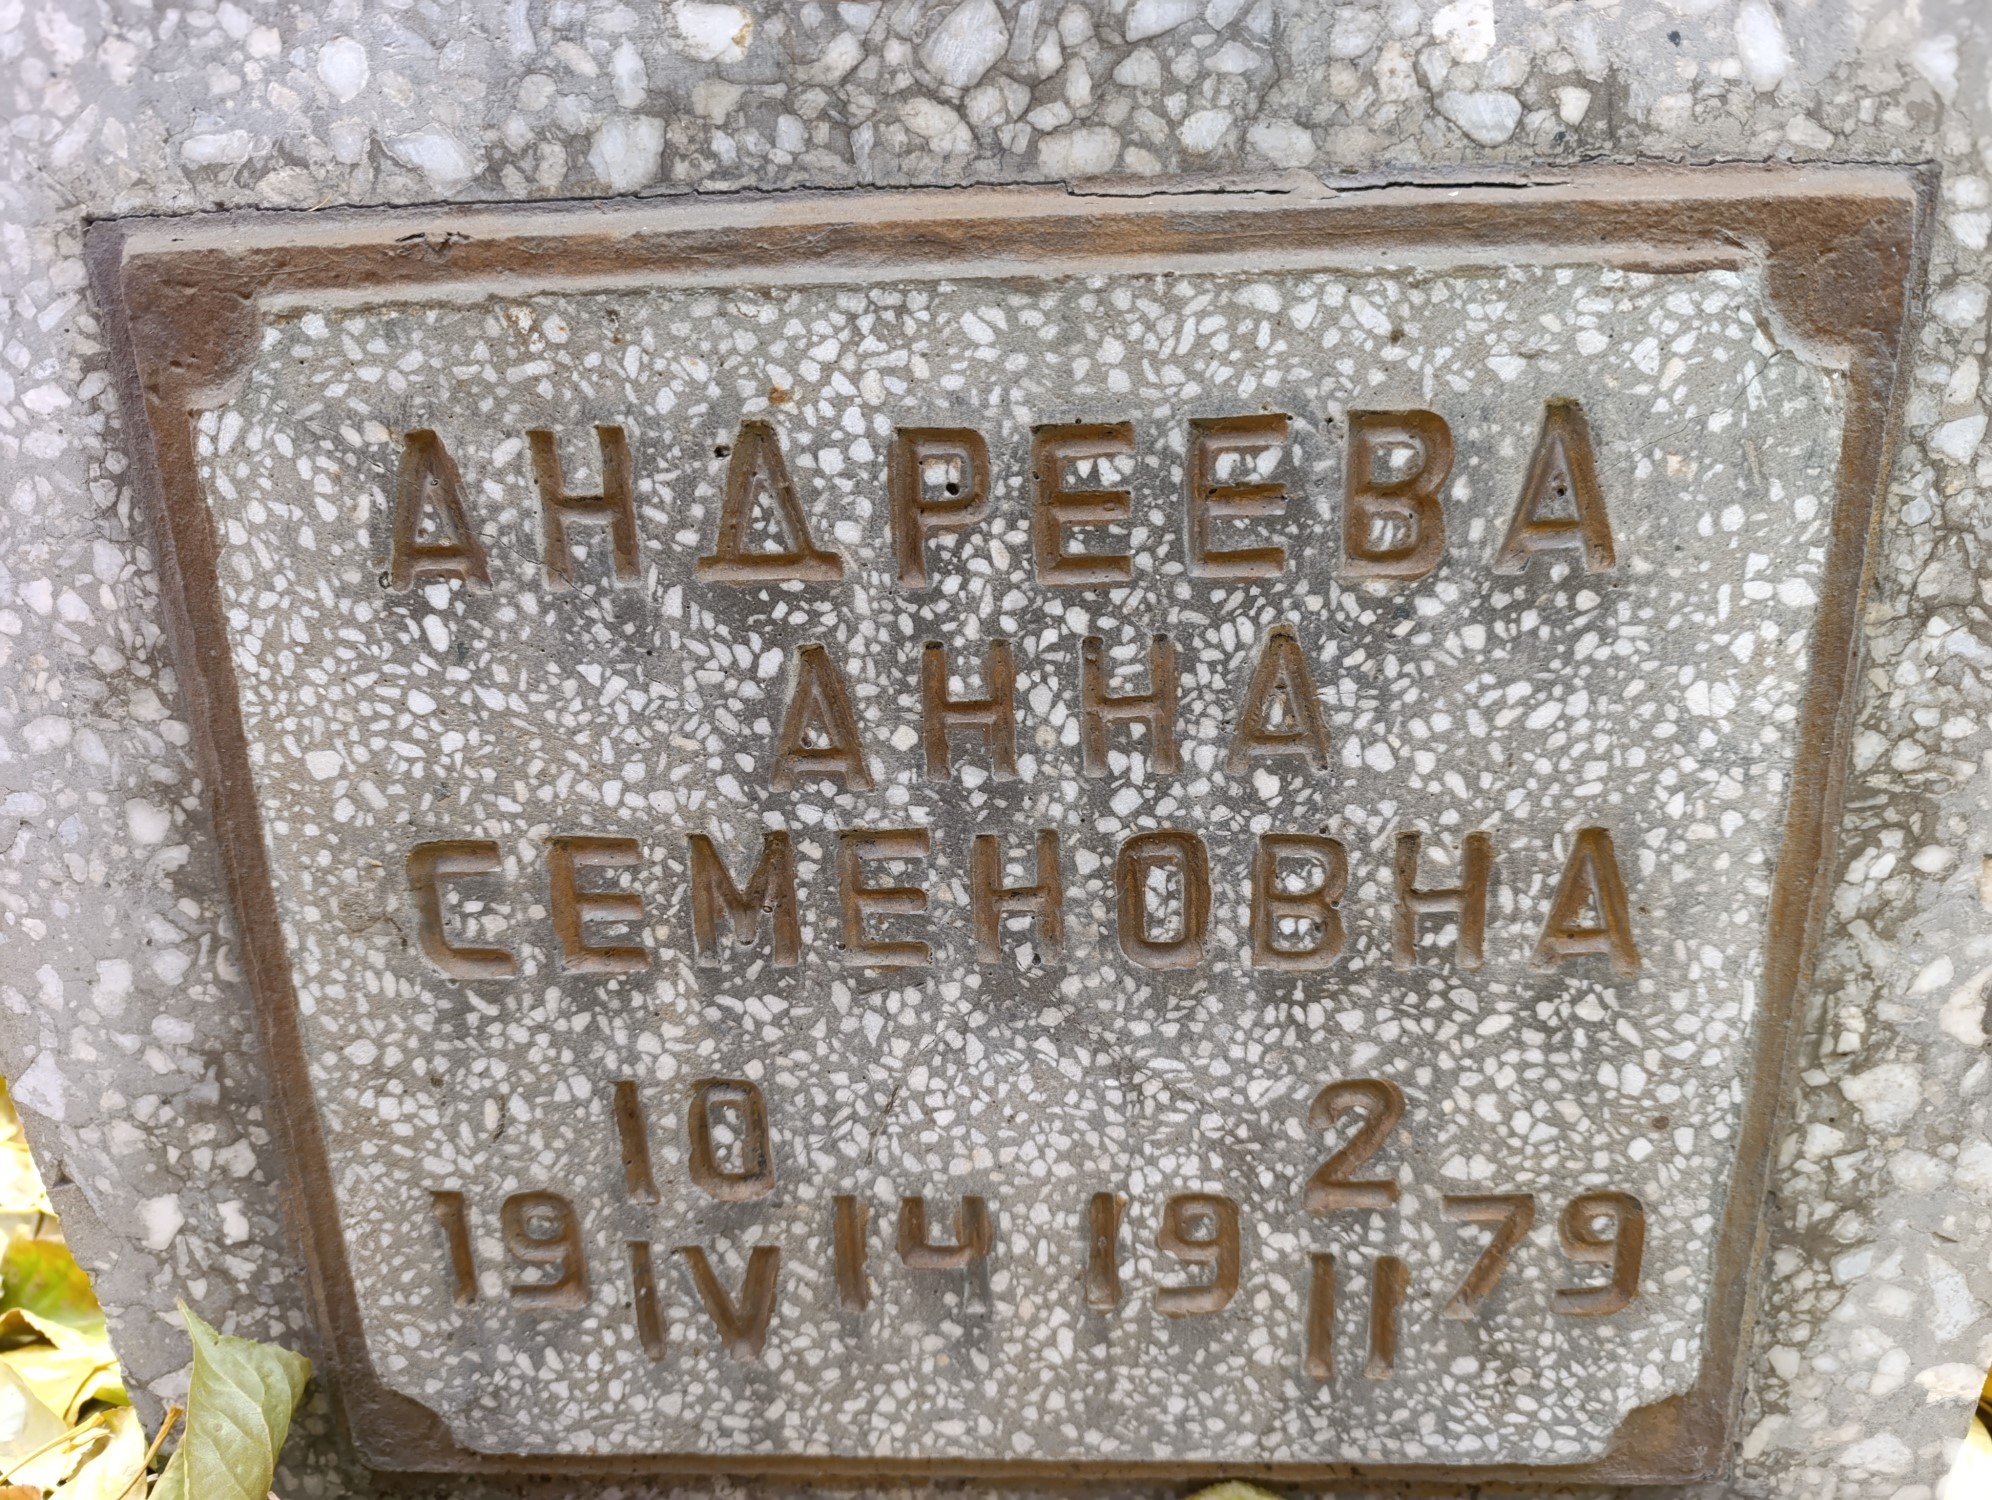 АНДРЕЕВА
АННА
СЕМЕНОВНА
10 2
19 14 19 79
IV II